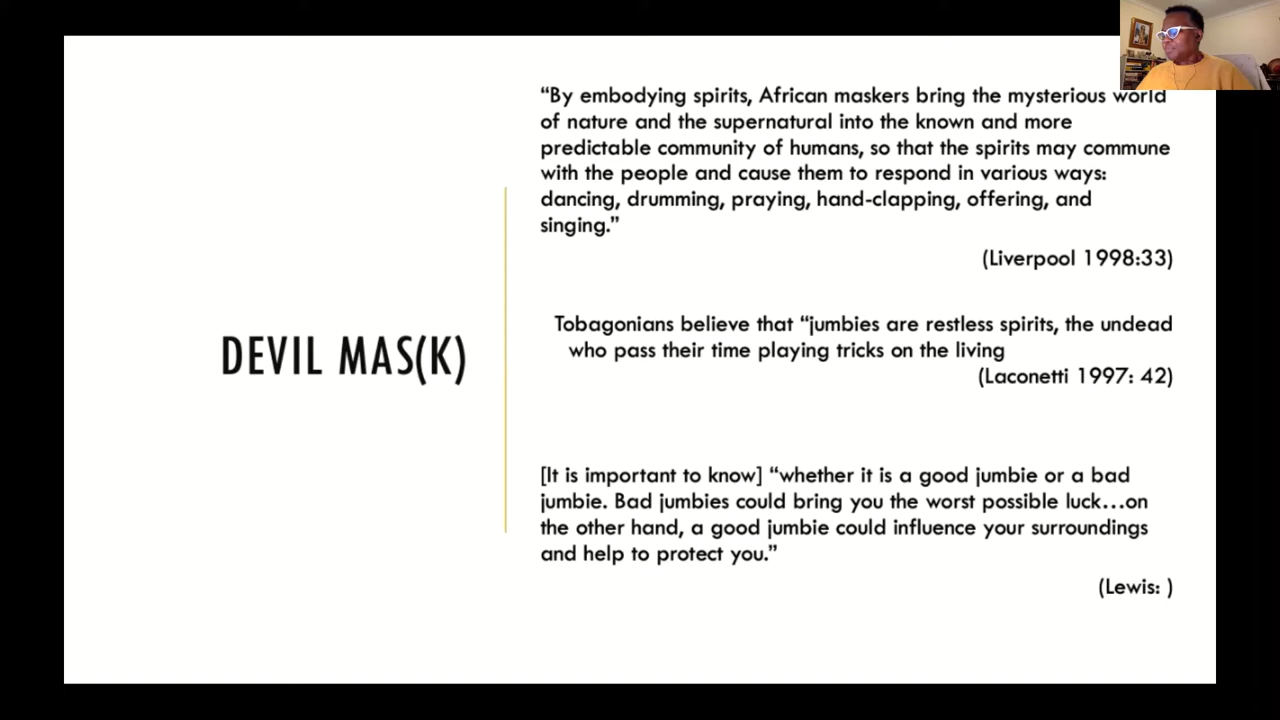 DEVIL MAS(K)
“By embodying spirits, African maskers bring the mysterious world
of nature and the supernatural into the known and more
predictable community of humans, so that the spirits may commune
with the people and cause them to respond in various ways:
dancing, drumming, praying, hand-clapping, offering, and
singing.”
(Liverpool 1998:33)
Tobagonians believe that “jumbies are restless spirits, the undead
who pass their time playing tricks on the living
(Laconetti 1997: 42)
[It is important to know] “whether it is a good jumbie or a bad
jumbie. Bad jumbies could bring you the worst possible luck…on
the other hand, a good jumbie could influence your surroundings
and help to protect you.”
(Lewis: )